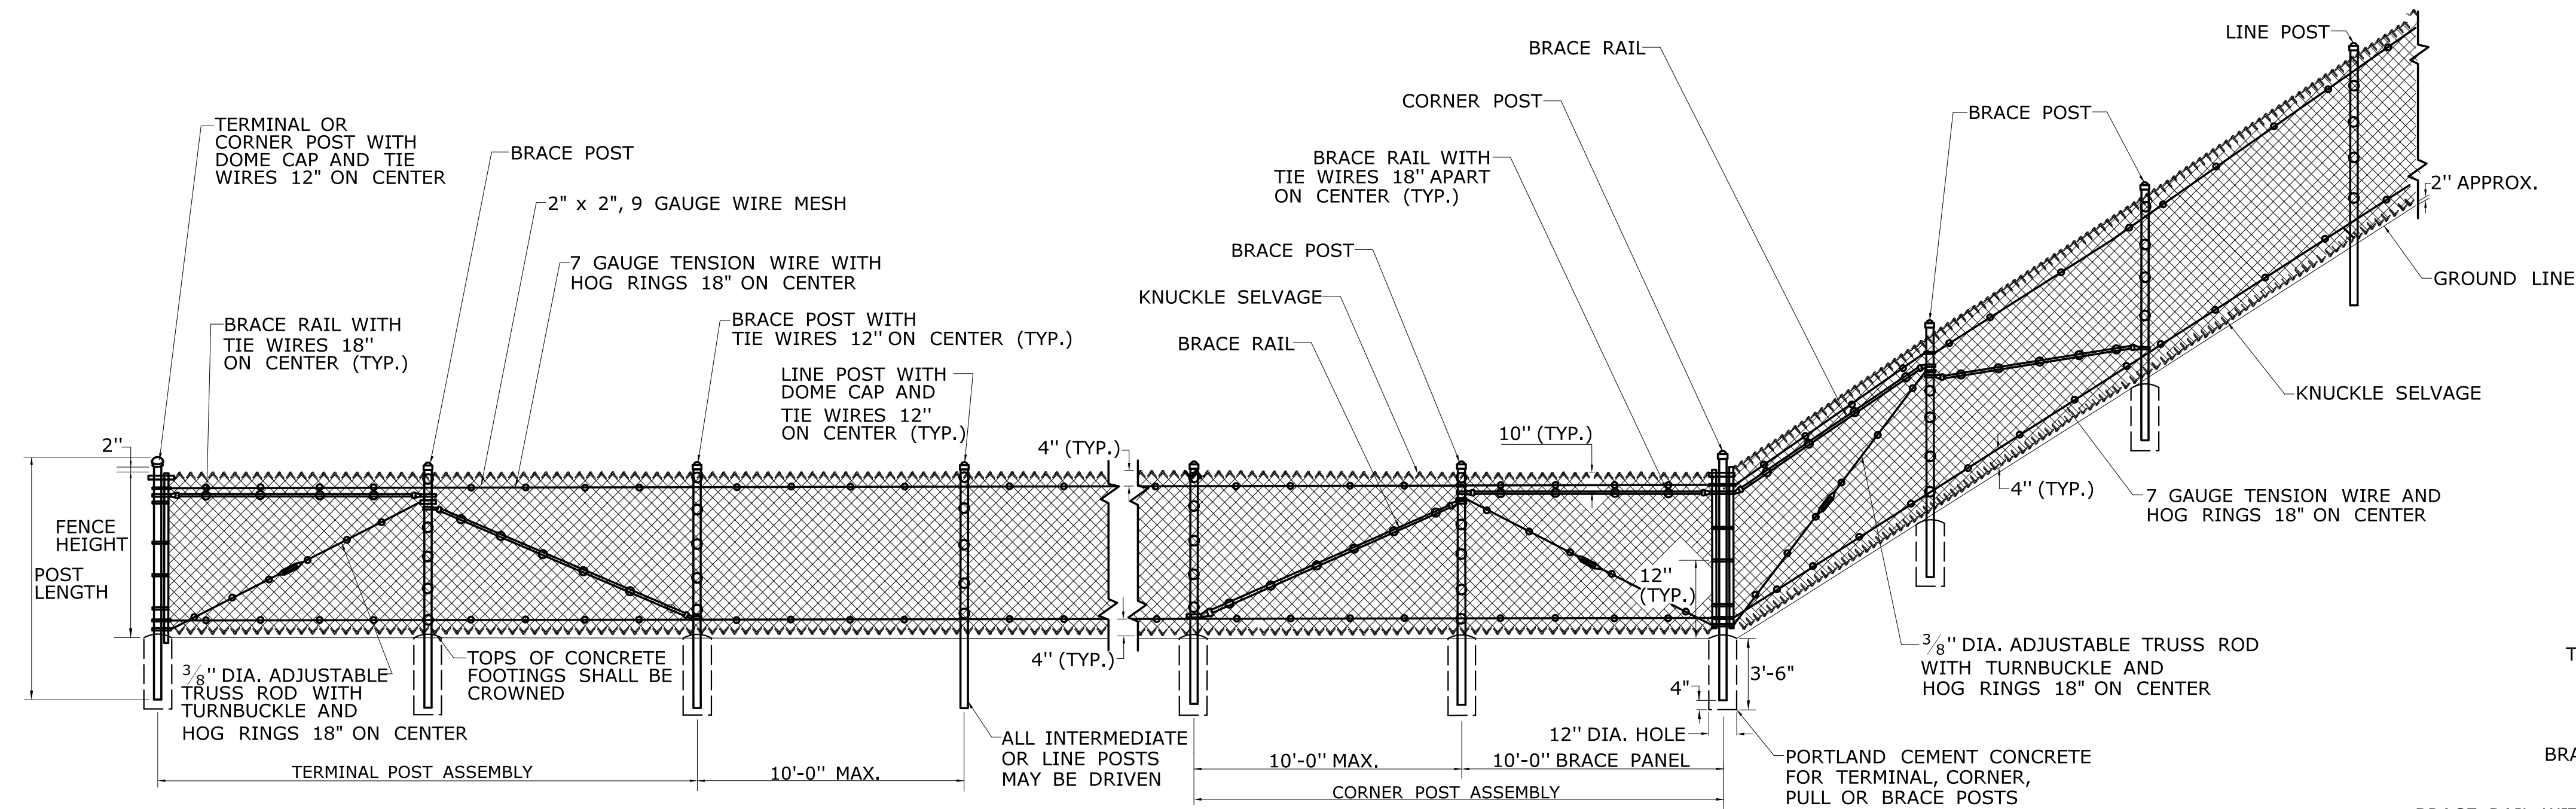 TERMINAL OR
CORNER POST WITH
DOME CAP AND TIE
WIRES 12" ON CENTER
BRACE POST
2" x 2", 9 GAUGE WIRE MESH
7 GAUGE TENSION WIRE WITH
HOG RINGS 18" ON CENTER
BRACE RAIL WITH
TIE WIRES 18"
ON CENTER (TYP.)
BRACE POST WITH
TIE WIRES 12" ON CENTER (TYP.)
LINE POST WITH
DOME CAP AND
TIE WIRES 12"
ON CENTER (TYP.)
2"
FENCE
HEIGHT
POST
LENGTH
3/8" DIA. ADJUSTABLE
TRUSS ROD WITH
TURNBUCKLE AND
HOG RINGS 18" ON CENTER
TOPS OF CONCRETE
FOOTINGS SHALL BE
CROWNED
TERMINAL POST ASSEMBLY
10'-0" MAX.
ALL INTERMEDIATE
OR LINE POSTS
MAY BE DRIVEN
4" (TYP.)
4" (TYP.)
BRACE RAIL
CORNER POST
BRACE RAIL WITH
TIE WIRES 18" APART
ON CENTER (TYP.)
BRACE POST
KNUCKLE SELVAGE
BRACE RAIL
10" (TYP.)
12"
(TYP.)
4"
3'-6"
12" DIA. HOLE
10'-0" MAX.
10'-0" BRACE PANEL
CORNER POST ASSEMBLY
PORTLAND CEMENT CONCRETE
FOR TERMINAL, CORNER,
PULL OR BRACE POSTS
LINE POST
BRACE POST
2" APPROX.
GROUND LINE
KNUCKLE SELVAGE
4" (TYP.)
7 GAUGE TENSION WIRE AND
HOG RINGS 18" ON CENTER
3/8" DIA. ADJUSTABLE TRUSS ROD
WITH TURNBUCKLE AND
HOG RINGS 18" ON CENTER